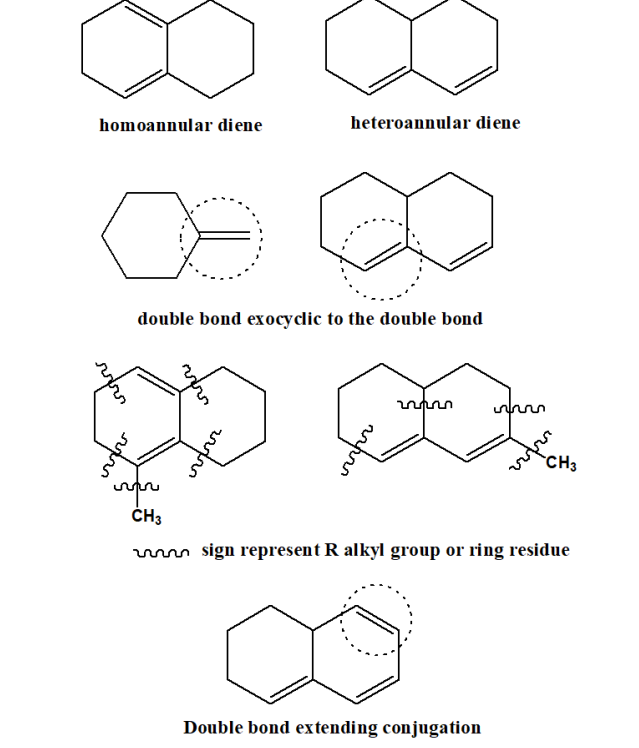 homoannular diene
heteroannular diene
double bond exocyclic to the double bond
CH3
CH3
sign represent R alkyl group or ring residue
Double bond extending conjugation